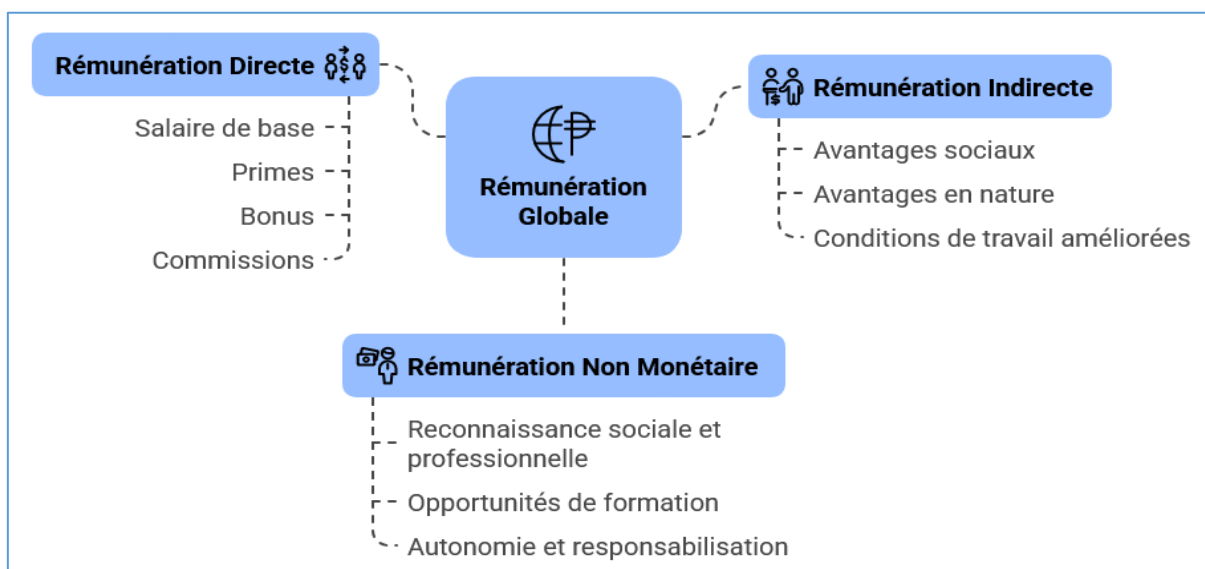 Rémunération Directe
Salaire de base
Primes
Bonus
Commissions
Rémunération
Globale
Rémunération Indirecte
Avantages sociaux
Avantages en nature
Conditions de travail améliorées
Rémunération Non Monétaire
Reconnaissance sociale et
professionnelle
Opportunités de formation
Autonomie et responsabilisation